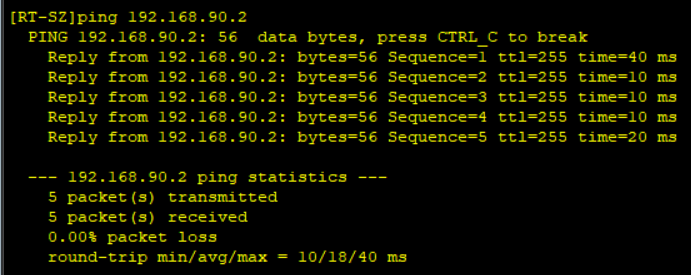 [RT-SZ]ping 192.168.90.2
PING 192.168.90.2: 56  data bytes, press CTRL_C to break
Reply from 192.168.90.2: bytes=56 Sequence=1 ttl=255 time=40 ms
Reply from 192.168.90.2: bytes=56 Sequence=2 ttl=255 time=10 ms
Reply from 192.168.90.2: bytes=56 Sequence=3 ttl=255 time=10 ms
Reply from 192.168.90.2: bytes=56 Sequence=4 ttl=255 time=10 ms
Reply from 192.168.90.2: bytes=56 Sequence=5 ttl=255 time=20 ms
--- 192.168.90.2 ping statistics ---
5 packet(s) transmitted
5 packet(s) received
0.00% packet loss
round-trip min/avg/max = 10/18/40 ms